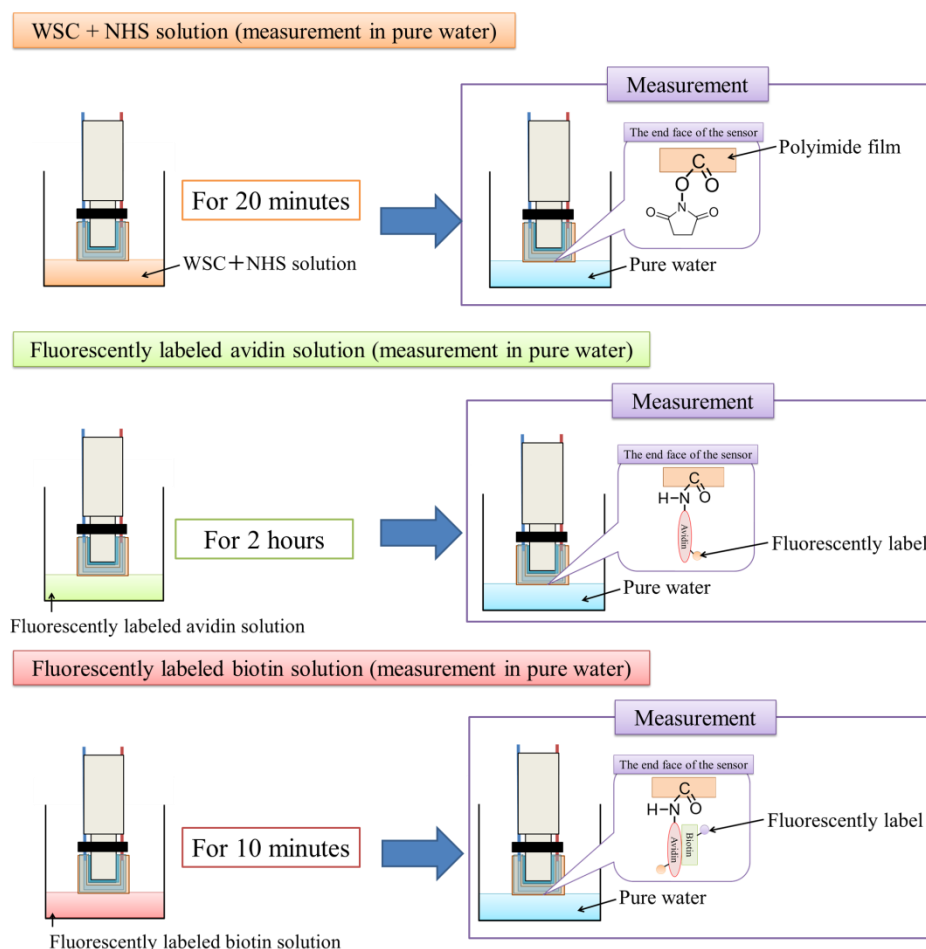 WSC + NHS solution (measurement in pure water)
Measurement
The end face of the sensor
Polyimide film
C
O
O
N
O
O
For 20 minutes
WSC+NHS solution
Pure water
Fluorescently labeled avidin solution (measurement in pure water)
Measurement
The end face of the sensor
C
H-N
O
Avidin
Fluorescently label
For 2 hours
Pure water
Fluorescently labeled avidin solution
Fluorescently labeled biotin solution (measurement in pure water)
Measurement
The end face of the sensor
C
H-N
O
Avidin
Biotin
Fluorescently label
For 10 minutes
Pure water
Fluorescently labeled biotin solution